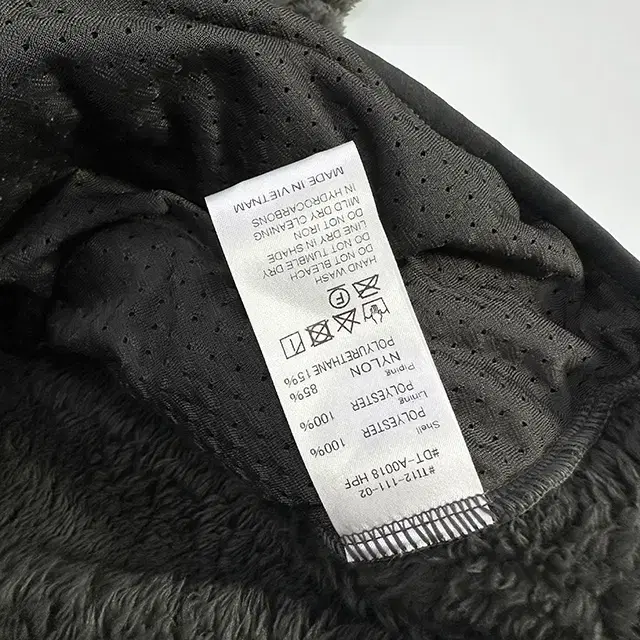 #TI12-111-02
#DT-A0018 HPF
Shell
POLYESTER 100%
Lining
POLYESTER 100%
Piping
NYLON 85%
POLYURETHANE 15%
HAND WASH
DO NOT BLEACH
DO NOT TUMBLE DRY
LINE DRY IN SHADE
DO NOT IRON
MILD DRY CLEANING
IN HYDROCARBONS
MADE IN VIETNAM